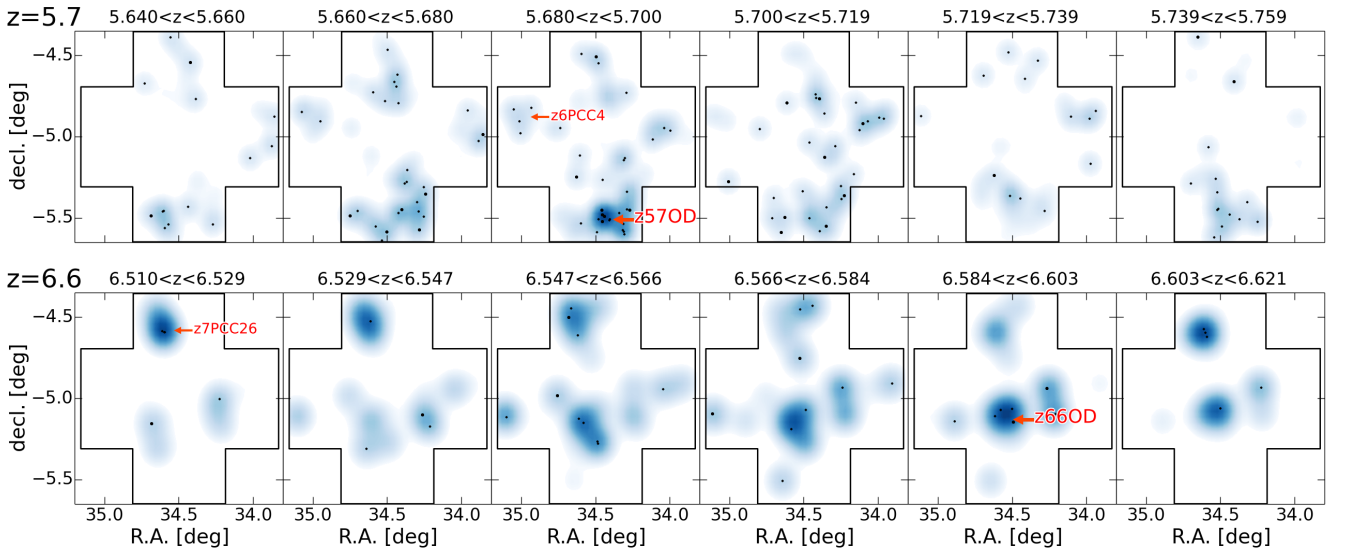 z=5.7
5.640<z<5.660 5.660<z<5.680 5.680<z<5.700 5.700<z<5.719 5.719<z<5.739 5.739<z<5.759
−4.5
z6PCC4
−5.0
decl. [deg]
−5.5
z57OD
z=6.6
6.510<z<6.529 6.529<z<6.547 6.547<z<6.566 6.566<z<6.584 6.584<z<6.603 6.603<z<6.621
−4.5
z7PCC26
−5.0
decl. [deg]
z66OD
−5.5
35.0 34.5 34.0 35.0 34.5 34.0 35.0 34.5 34.0 35.0 34.5 34.0 35.0 34.5 34.0 35.0 34.5 34.0
R.A. [deg] R.A. [deg] R.A. [deg] R.A. [deg] R.A. [deg] R.A. [deg]